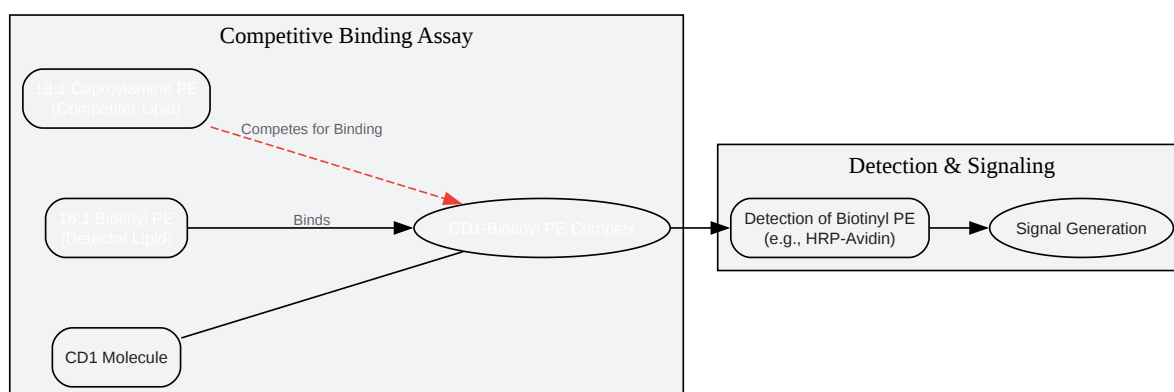 Competitive Binding Assay
18:1 Caproylamine PE
(Competitor Lipid)
Competes for Binding
18:1 Biotinyl PE
(Detector Lipid)
Binds
CD1-Biotinyl PE Complex
CD1 Molecule
Detection & Signaling
Detection of Biotinyl PE
(e.g., HRP-Avidin)
Signal Generation